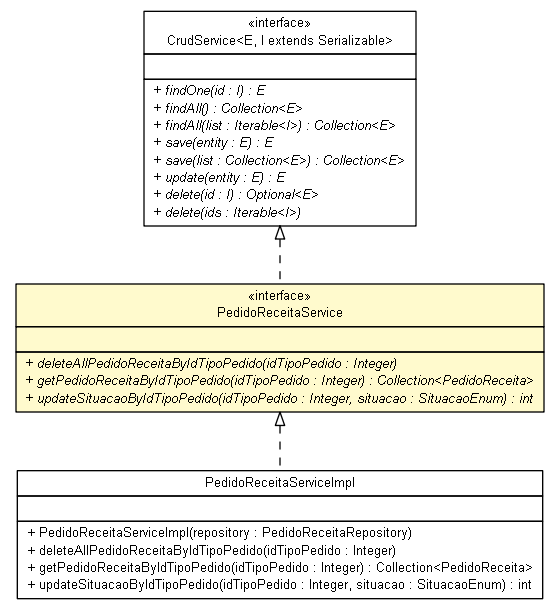 «interface»
CrudService<E, I extends Serializable>
+ findOne(id : I) : E
+ findAll() : Collection<E>
+ findAll(list : Iterable<I>) : Collection<E>
+ save(entity : E) : E
+ save(list : Collection<E>) : Collection<E>
+ update(entity : E) : E
+ delete(id : I) : Optional<E>
+ delete(ids : Iterable<I>)
«interface»
PedidoReceitaService
+ deleteAllPedidoReceitaByIdTipoPedido(idTipoPedido : Integer)
+ getPedidoReceitaByIdTipoPedido(idTipoPedido : Integer) : Collection<PedidoReceita>
+ updateSituacaoByIdTipoPedido(idTipoPedido : Integer, situacao : SituacaoEnum) : int
PedidoReceitaServiceImpl
+ PedidoReceitaServiceImpl(repository : PedidoReceitaRepository)
+ deleteAllPedidoReceitaByIdTipoPedido(idTipoPedido : Integer)
+ getPedidoReceitaByIdTipoPedido(idTipoPedido : Integer) : Collection<PedidoReceita>
+ updateSituacaoByIdTipoPedido(idTipoPedido : Integer, situacao : SituacaoEnum) : int